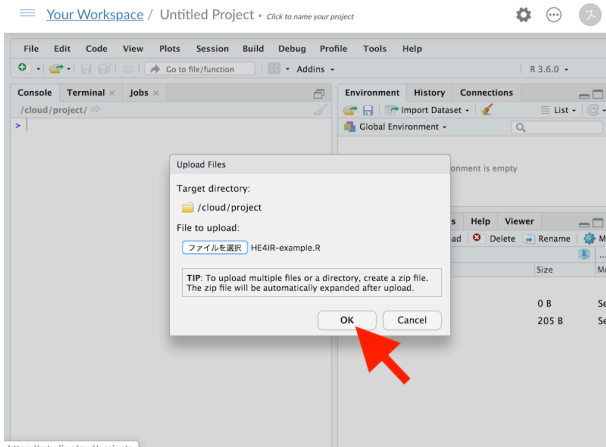 Your Workspace / Untitled Project • Click to name your project
File Edit Code View Plots Session Build Debug Profile Tools Help
Go to file/function Addins R 3.6.0
Console Terminal × Jobs ×
/cloud/project/
>
Environment History Connections
Import Dataset List
Global Environment
onment is empty
Upload Files
Target directory:
/cloud/project
File to upload:
ファイルを選択 HE4IR-example.R
TIP: To upload multiple files or a directory, create a zip file.
The zip file will be automatically expanded after upload.
OK Cancel
s Help Viewer
ad Delete Rename M
Size
0 B Se
205 B Se